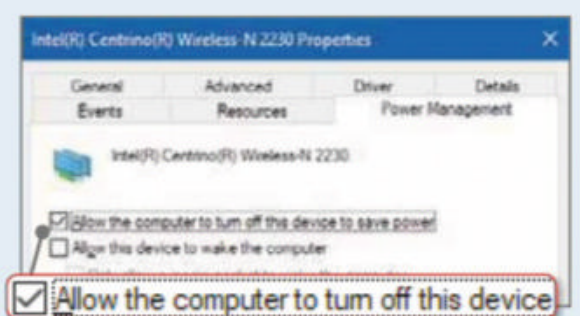 Intel(R) Centrino(R) Wireless-N 2230 Properties
General Advanced Driver Details
Events Resources Power Management
Intel(R) Centrino(R) Wireless-N 2230
Allow the computer to turn off this device to save power
Allow this device to wake the computer
Allow the computer to turn off this device